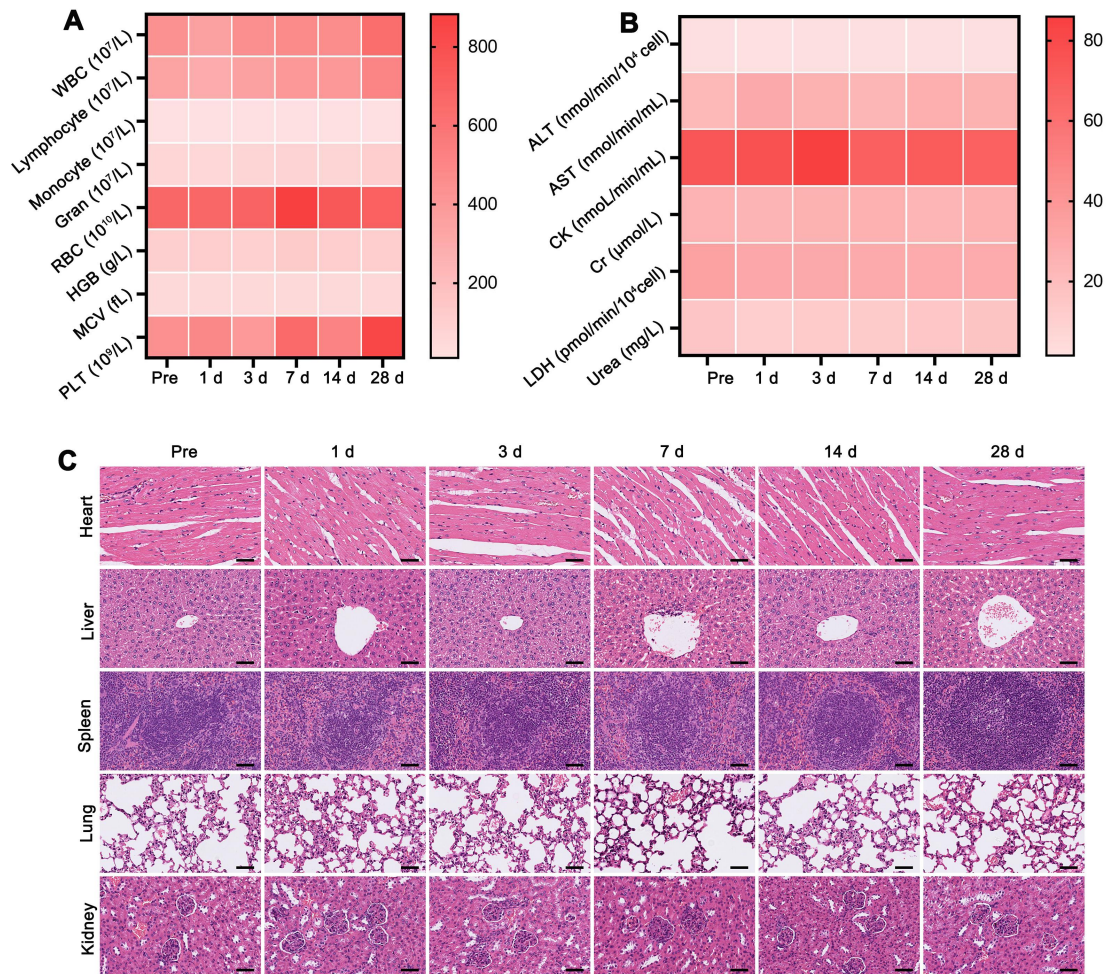 A
WBC (10⁷/L)
Lymphocyte (10⁷/L)
Monocyte (10⁷/L)
Gran (10⁷/L)
RBC (10¹⁰/L)
HGB (g/L)
MCV (fL)
PLT (10⁹/L)
Pre 1 d 3 d 7 d 14 d 28 d
800
600
400
200
B
ALT (nmol/min/10⁴ cell)
AST (nmol/min/mL)
CK (nmoL/min/mL)
Cr (μmol/L)
LDH (pmol/min/10⁴cell)
Urea (mg/L)
Pre 1 d 3 d 7 d 14 d 28 d
80
60
40
20
C
Pre 1 d 3 d 7 d 14 d 28 d
Heart
Liver
Spleen
Lung
Kidney